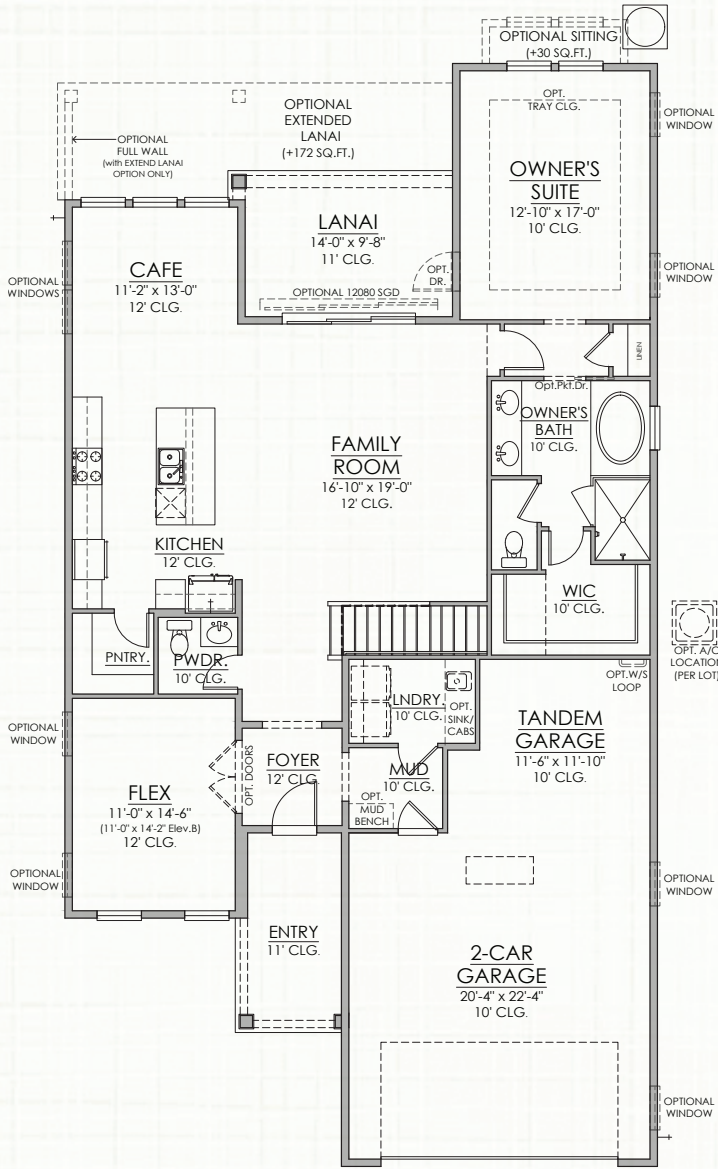 OPTIONAL SITTING
(+30 SQ.FT.)
OPT.
TRAY CLG.
OPTIONAL
WINDOW
OPTIONAL
EXTENDED
LANAI
(+172 SQ.FT.)
OPTIONAL
FULL WALL
(with EXTEND LANAI
OPTION ONLY)
OWNER'S
SUITE
12'-10" x 17'-0"
10' CLG.
LANAI
14'-0" x 9'-8"
11' CLG.
CAFE
11'-2" x 13'-0"
12' CLG.
OPT.
DR.
OPTIONAL
WINDOW
OPTIONAL
WINDOWS
OPTIONAL 12080 SGD
LINEN
Opt.Pkt.Dr.
OWNER'S
BATH
10' CLG.
FAMILY
ROOM
16'-10" x 19'-0"
12' CLG.
KITCHEN
12' CLG.
WIC
10' CLG.
OPT. A/C
LOCATION
(PER LOT)
PNTRY.
PWDR.
10' CLG.
OPT.W/S
LOOP
LNDRY.
10' CLG.
OPT.
SINK/
CABS
TANDEM
GARAGE
11'-6" x 11'-10"
10' CLG.
OPTIONAL
WINDOW
OPT. DOORS
FOYER
12' CLG.
MUD
10' CLG.
OPT.
MUD
BENCH
FLEX
11'-0" x 14'-6"
(11'-0" x 14'-2" Elev.B)
12' CLG.
OPTIONAL
WINDOW
OPTIONAL
WINDOW
ENTRY
11' CLG.
2-CAR
GARAGE
20'-4" x 22'-4"
10' CLG.
OPTIONAL
WINDOW